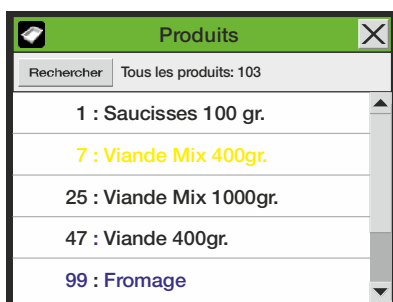 Produits
Rechercher Tous les produits: 103
1 : Saucisses 100 gr.
7 : Viande Mix 400gr.
25 : Viande Mix 1000gr.
47 : Viande 400gr.
99 : Fromage